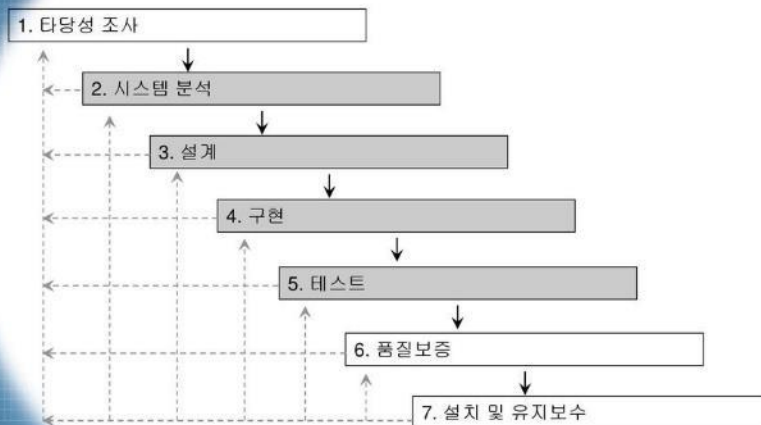 1. 타당성 조사
2. 시스템 분석
3. 설계
4. 구현
5. 테스트
6. 품질보증
7. 설치 및 유지보수